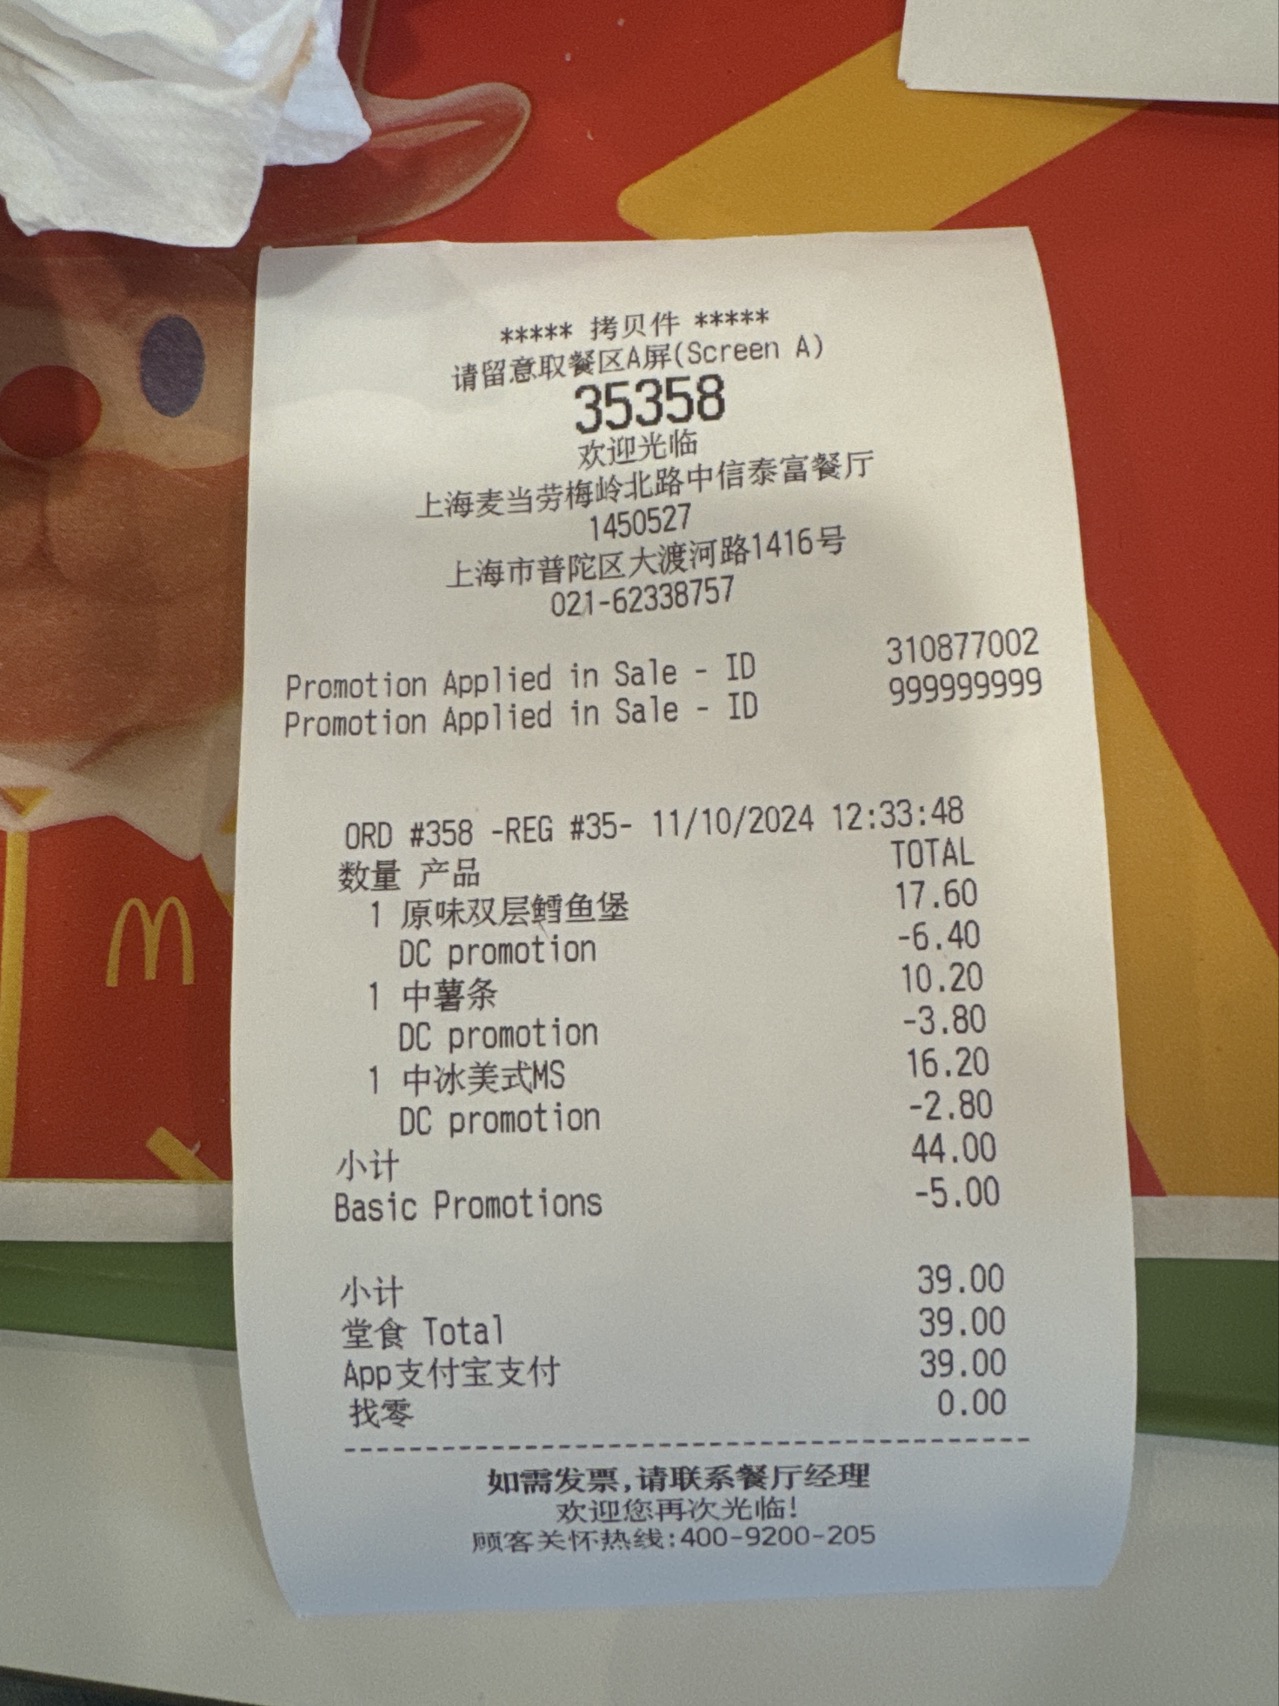 ***** 拷贝件 *****
请留意取餐区A屏(Screen A)
35358
欢迎光临
上海麦当劳梅岭北路中信泰富餐厅
1450527
上海市普陀区大渡河路1416号
021-62338757
Promotion Applied in Sale - ID 310877002
Promotion Applied in Sale - ID 999999999
ORD #358 -REG #35- 11/10/2024 12:33:48
数量 产品 TOTAL
1 原味双层鳕鱼堡 17.60
DC promotion -6.40
1 中薯条 10.20
DC promotion -3.80
1 中冰美式MS 16.20
DC promotion -2.80
小计 44.00
Basic Promotions -5.00
小计 39.00
堂食 Total 39.00
App支付宝支付 39.00
找零 0.00
--------------------------------------------
如需发票,请联系餐厅经理
欢迎您再次光临!
顾客关怀热线:400-9200-205